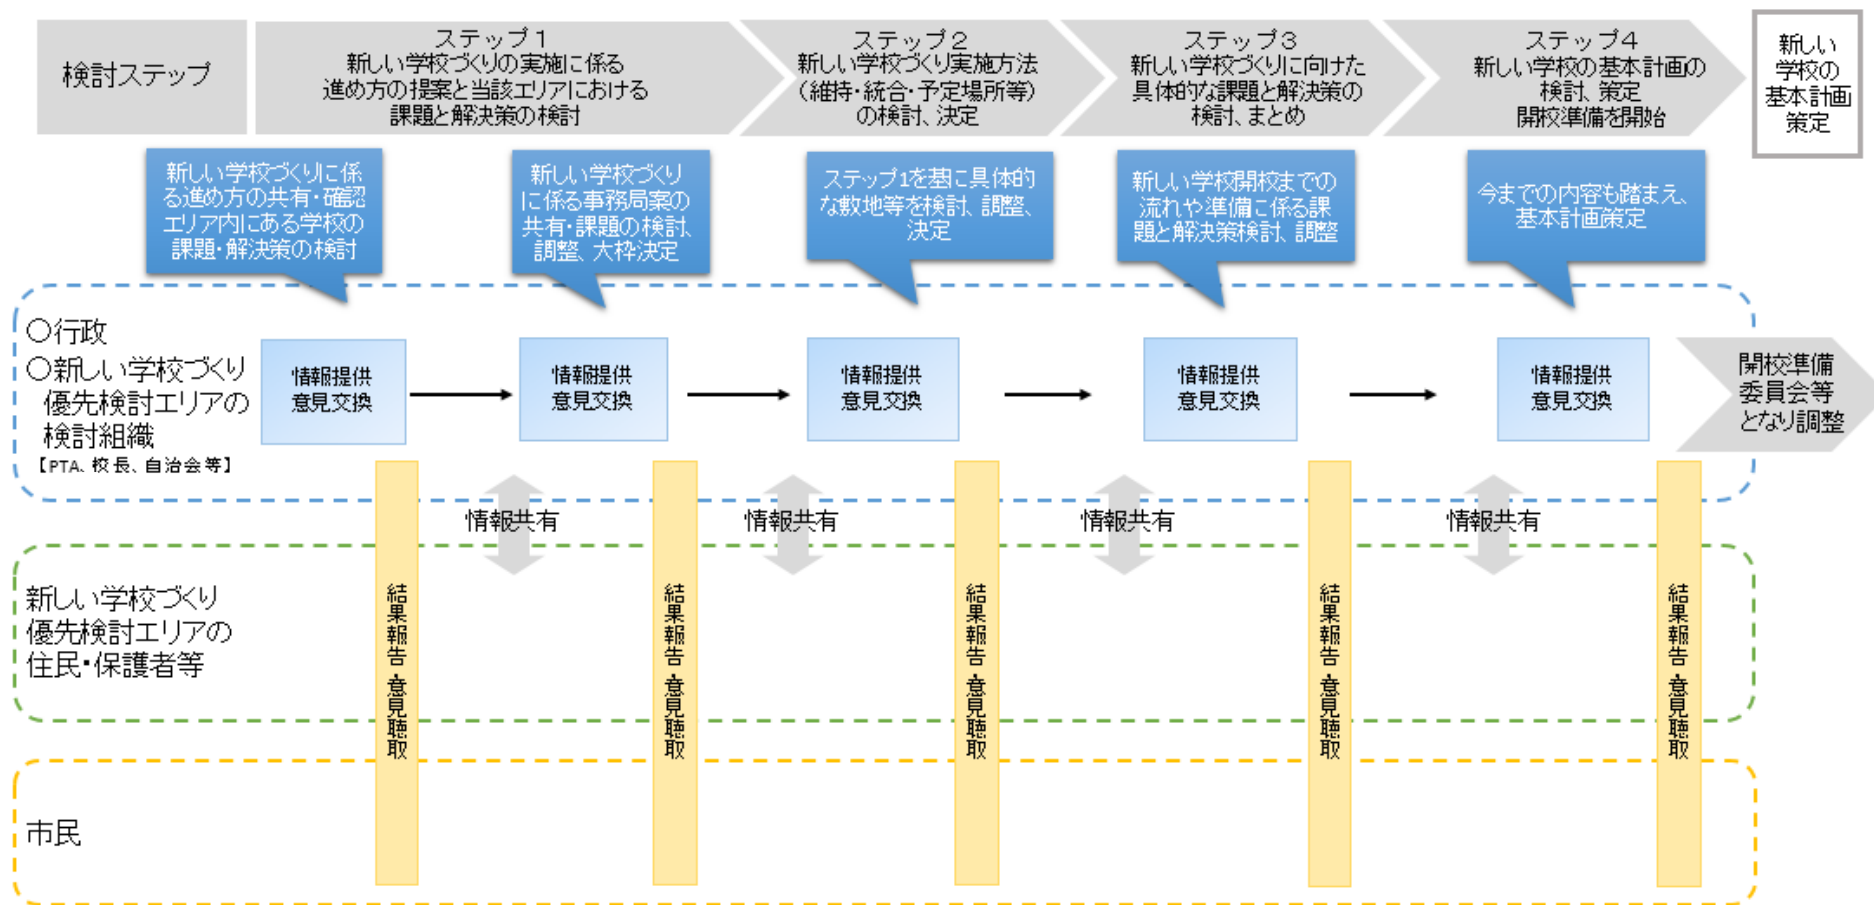 検討ステップ
ステップ1
新しい学校づくりの実施に係る
進め方の提案と当該エリアにおける
課題と解決策の検討
ステップ2
新しい学校づくり実施方法
(維持・統合・予定場所等)
の検討、決定
ステップ3
新しい学校づくりに向けた
具体的な課題と解決策の
検討、まとめ
ステップ4
新しい学校の基本計画の
検討、策定
開校準備を開始
新しい
学校の
基本計画
策定
新しい学校づくりに係
る進め方の共有・確認
エリア内にある学校の
課題・解決策の検討
新しい学校づくり
に係る事務局案の
共有・課題の検討、
調整、大枠決定
ステップ1を基に具体的
な敷地等を検討、調整、
決定
新しい学校開校までの
流れや準備に係る課
題と解決策検討、調整
今までの内容も踏まえ、
基本計画策定
○行政
○新しい学校づくり
優先検討エリアの
検討組織
【PTA、校長、自治会等】
情報提供
意見交換
情報提供
意見交換
情報提供
意見交換
情報提供
意見交換
情報提供
意見交換
開校準備
委員会等
となり調整
情報共有
情報共有
情報共有
情報共有
新しい学校づくり
優先検討エリアの
住民・保護者等
結果報告・意見聴取
結果報告・意見聴取
結果報告・意見聴取
結果報告・意見聴取
結果報告・意見聴取
市民